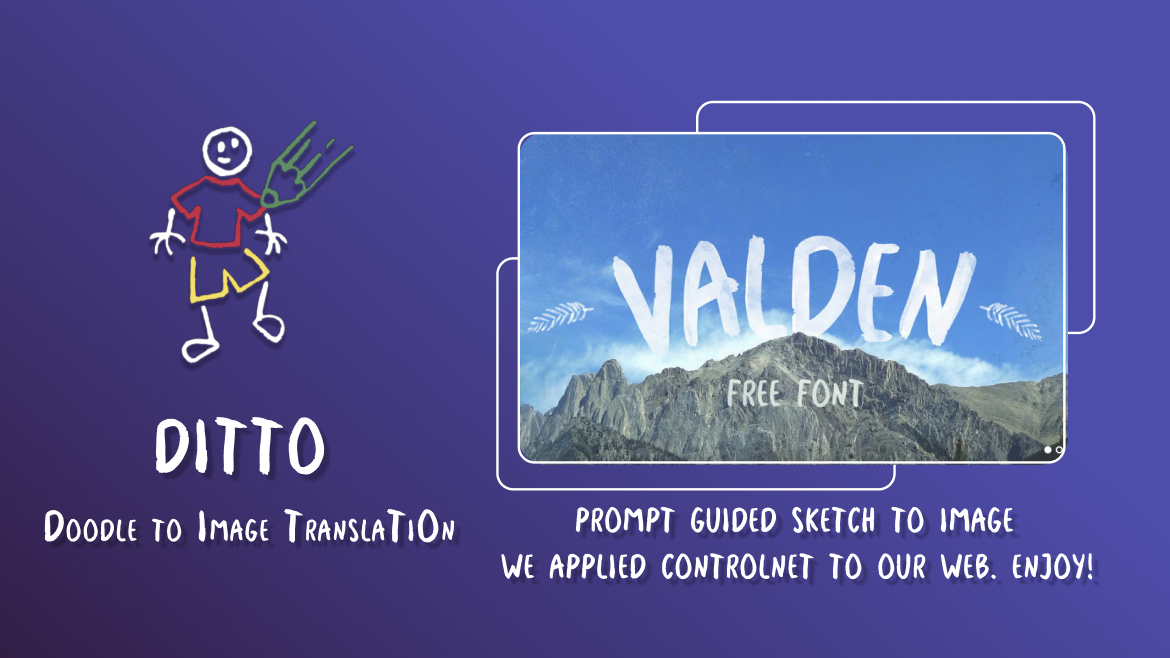 DITTO
Doodle to Image TranslaTiOn
VALDEN
FREE FONT
PROMPT GUIDED SKETCH TO IMAGE
WE APPLIED CONTROLNET TO OUR WEB. ENJOY!